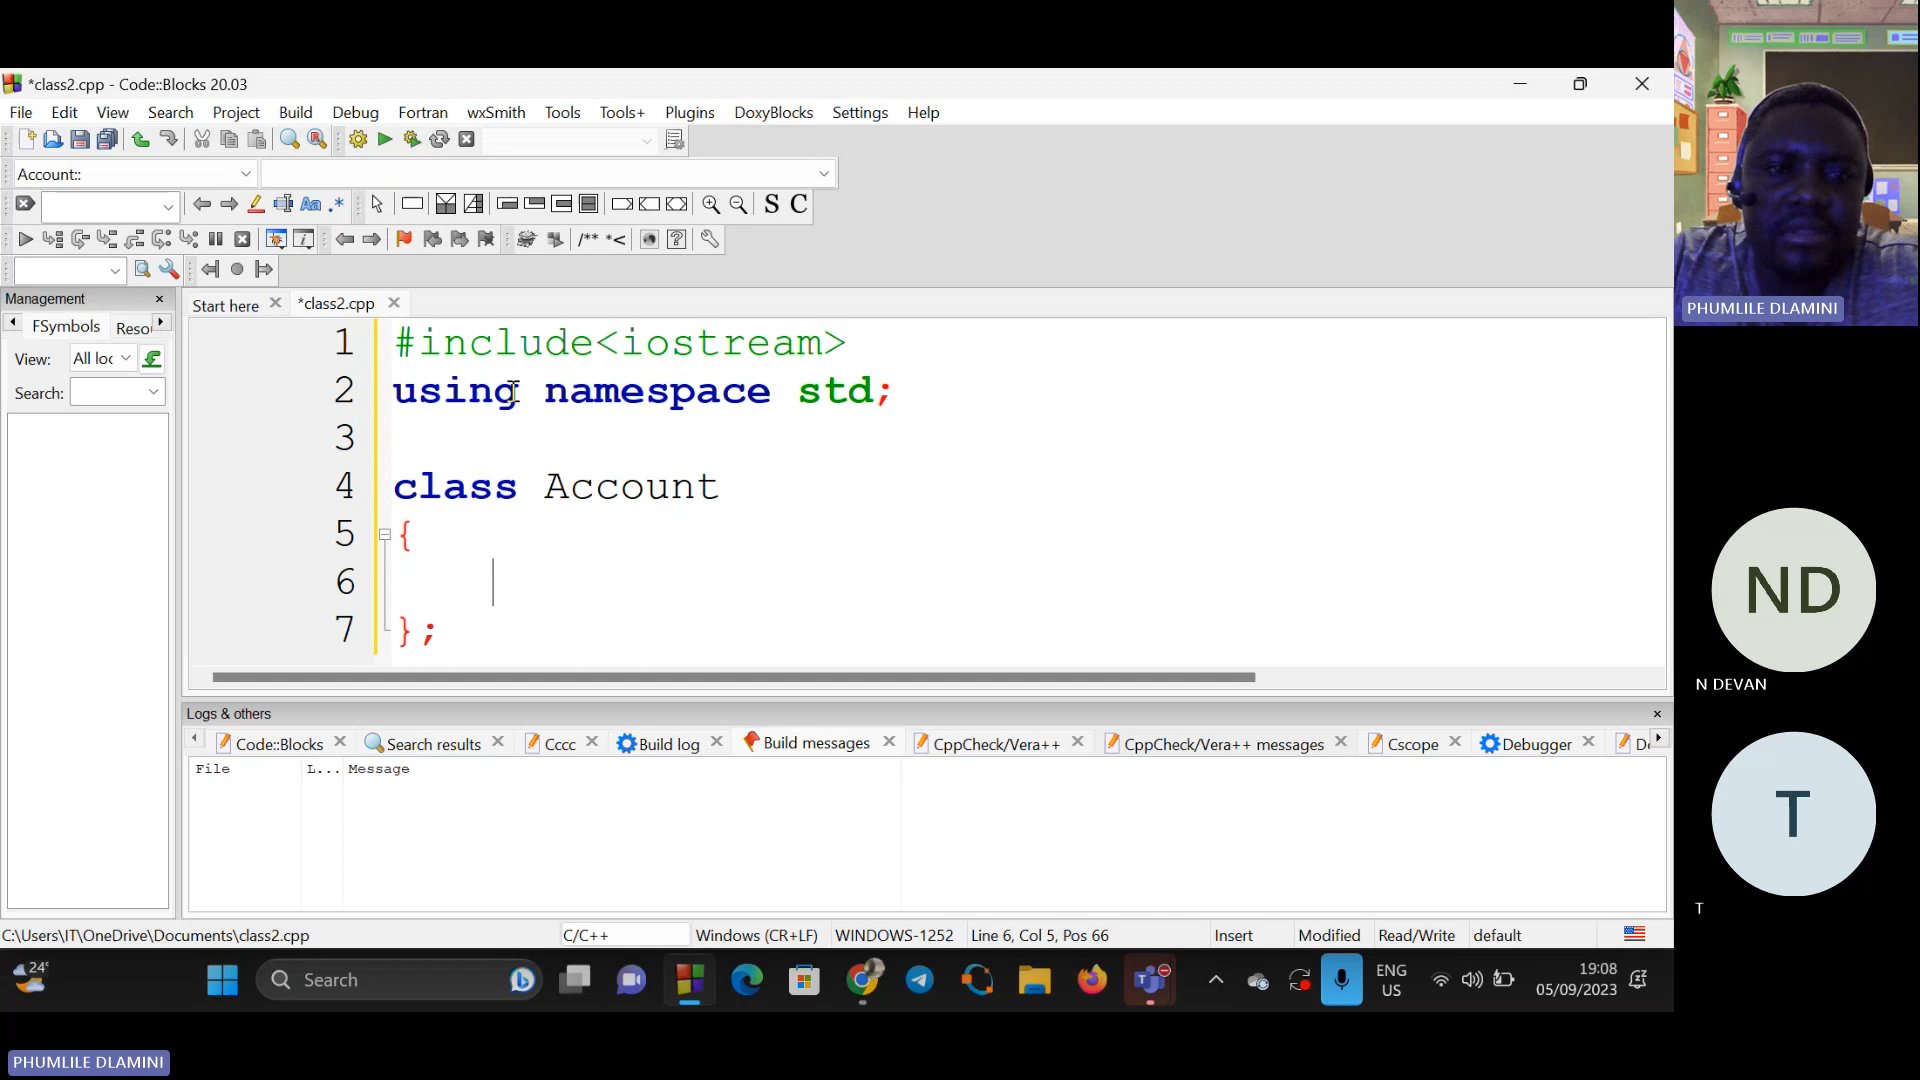 *class2.cpp - Code::Blocks 20.03
File Edit View Search Project Build Debug Fortran wxSmith Tools Tools+ Plugins DoxyBlocks Settings Help
Account::
S C
/** *<
Management
FSymbols
View: All loc
Search:
Start here
*class2.cpp
1 #include<iostream>
2 using namespace std;
3
4 class Account
5 {
6
7 };
Logs & others
Code::Blocks
Search results
Cccc
Build log
Build messages
CppCheck/Vera++
CppCheck/Vera++ messages
Cscope
Debugger
File L... Message
C:\Users\IT\OneDrive\Documents\class2.cpp C/C++ Windows (CR+LF) WINDOWS-1252 Line 6, Col 5, Pos 66 Insert Modified Read/Write default
24°
Search
ENG
US
19:08
05/09/2023
PHUMLILE DLAMINI
ND
N DEVAN
T
T
PHUMLILE DLAMINI